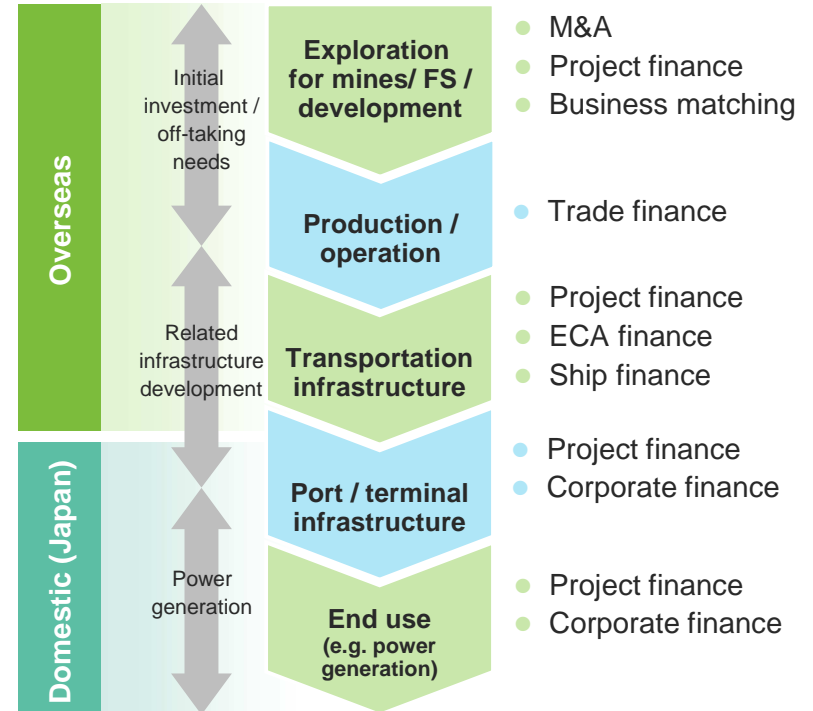 Overseas
Initial
investment /
off-taking
needs
Related
infrastructure
development
Exploration
for mines/ FS /
development
• M&A
• Project finance
• Business matching
Production /
operation
• Trade finance
Transportation
infrastructure
• Project finance
• ECA finance
• Ship finance
Domestic (Japan)
Power
generation
Port / terminal
infrastructure
• Project finance
• Corporate finance
End use
(e.g. power
generation)
• Project finance
• Corporate finance